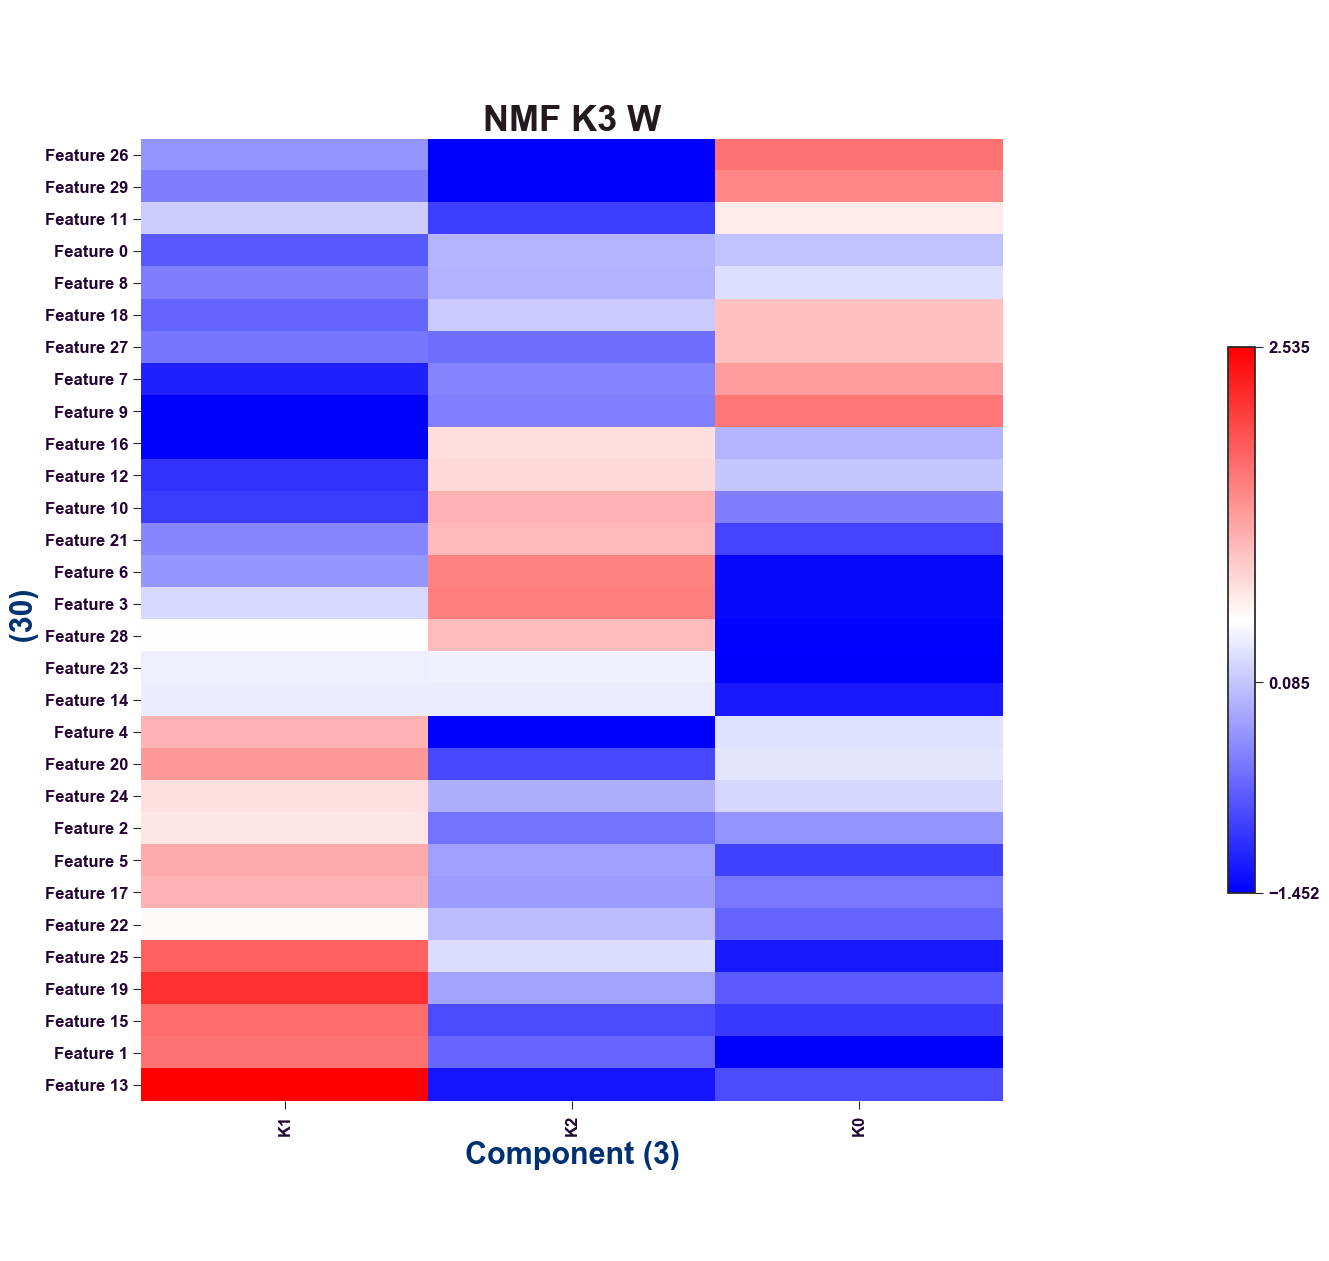 NMF K3 W
Feature 26
Feature 29
Feature 11
Feature 0
Feature 8
Feature 18
Feature 27
Feature 7
Feature 9
Feature 16
Feature 12
Feature 10
Feature 21
Feature 6
Feature 3
Feature 28
Feature 23
Feature 14
Feature 4
Feature 20
Feature 24
Feature 2
Feature 5
Feature 17
Feature 22
Feature 25
Feature 19
Feature 15
Feature 1
Feature 13
(30)
K1
K2
K0
Component (3)
2.535
0.085
−1.452